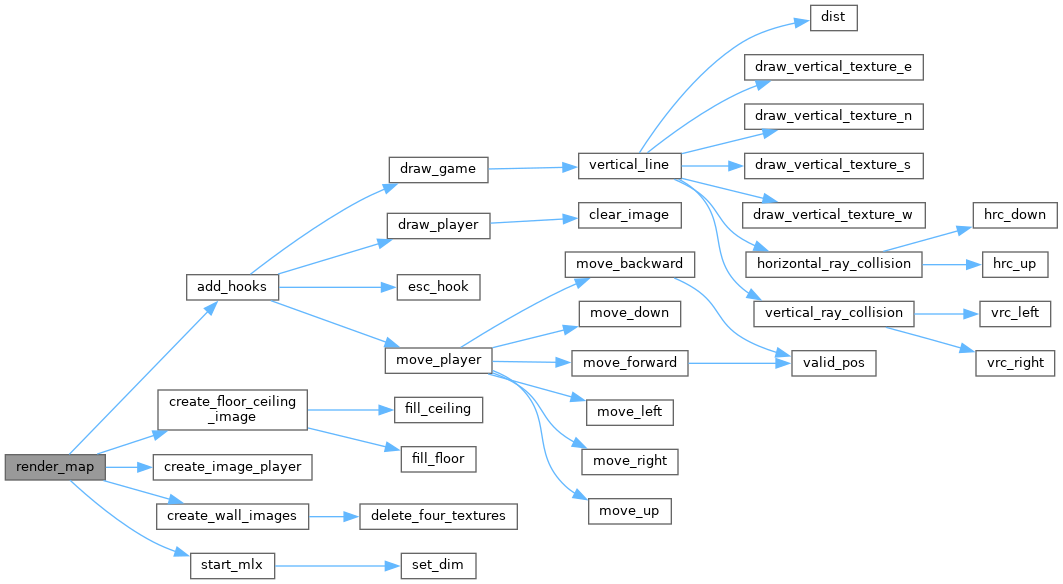 render_map
add_hooks
create_floor_ceiling
_image
create_image_player
create_wall_images
start_mlx
draw_game
draw_player
esc_hook
move_player
fill_ceiling
fill_floor
delete_four_textures
set_dim
vertical_line
clear_image
move_backward
move_down
move_forward
move_left
move_right
move_up
dist
draw_vertical_texture_e
draw_vertical_texture_n
draw_vertical_texture_s
draw_vertical_texture_w
horizontal_ray_collision
vertical_ray_collision
valid_pos
hrc_down
hrc_up
vrc_left
vrc_right